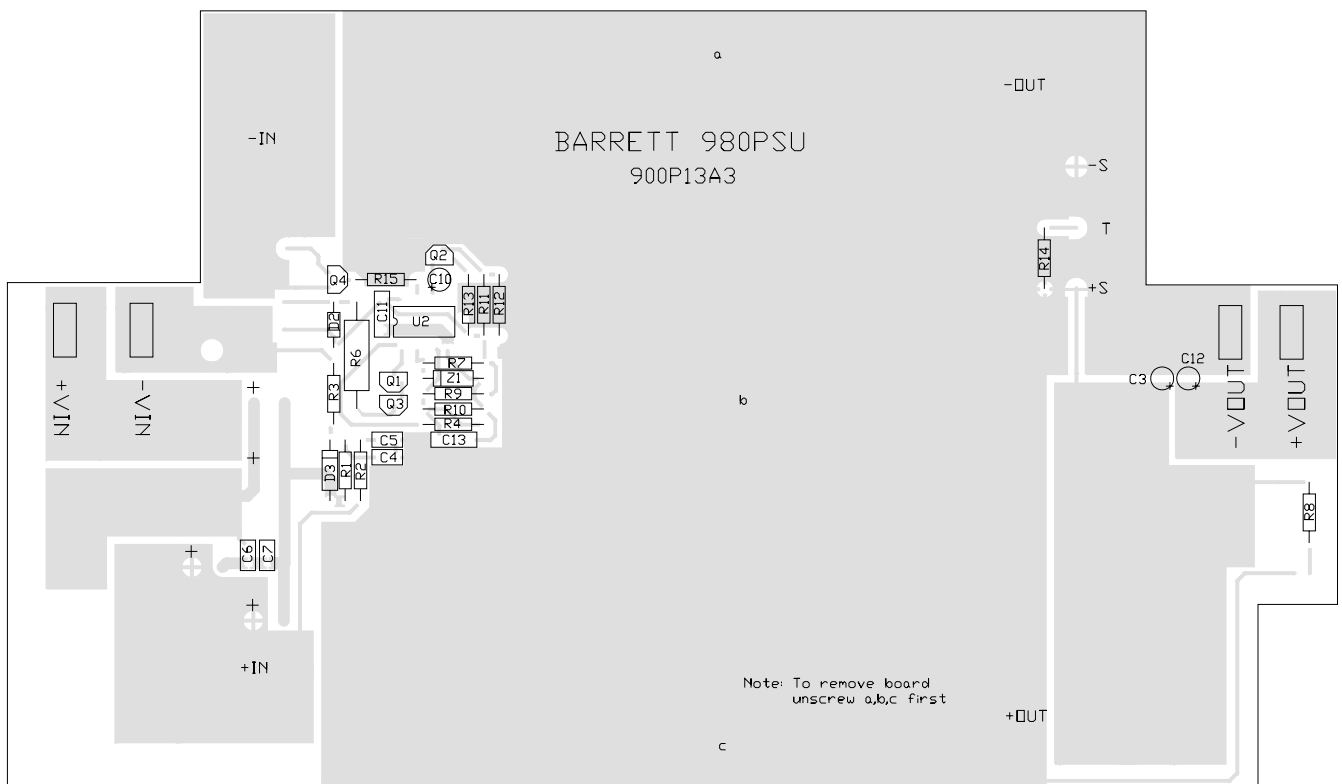 a
-OUT
-IN
BARRETT 980PSU
900P13A3
-S
T
Q2
R14
Q4
R15
C10
+
+S
R13
R11
R12
C11
D2
U2
R6
R7
C12
Z1
Q1
C3
+
+
+
R3
R9
+VIN
-VIN
Q3
R10
b
-VOUT
+VOUT
R4
C5
C13
C4
+
D3
R1
R2
R8
+
C6
C7
+
+IN
Note: To remove board
unscrew a,b,c first
+OUT
c